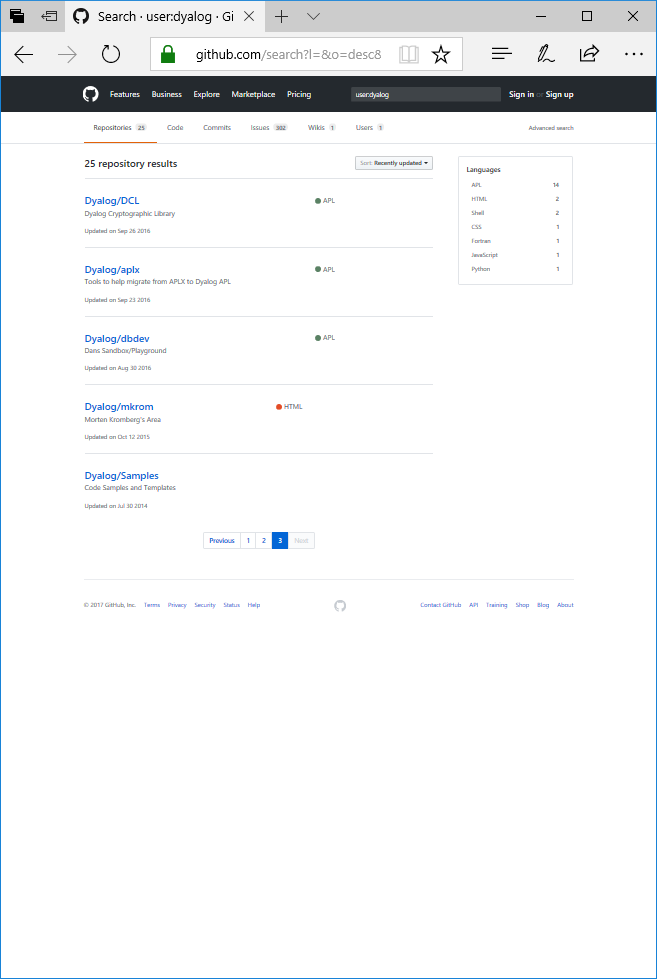 Search · user:dyalog · Gi
github.com/search?l=&o=desc8
Features Business Explore Marketplace Pricing user:dyalog Sign in or Sign up
Repositories 25 Code Commits Issues 302 Wikis 1 Users 1 Advanced search
25 repository results
Sort: Recently updated
Dyalog/DCL
APL
Dyalog Cryptographic Library
Updated on Sep 26 2016
Dyalog/aplx
APL
Tools to help migrate from APLX to Dyalog APL
Updated on Sep 23 2016
Dyalog/dbdev
APL
Dans Sandbox/Playground
Updated on Aug 30 2016
Dyalog/mkrom
HTML
Morten Kromberg's Area
Updated on Oct 12 2015
Dyalog/Samples
Code Samples and Templates
Updated on Jul 30 2014
Previous 1 2 3 Next
Languages
APL 14
HTML 2
Shell 2
CSS 1
Fortran 1
JavaScript 1
Python 1
© 2017 GitHub, Inc. Terms Privacy Security Status Help
Contact GitHub API Training Shop Blog About